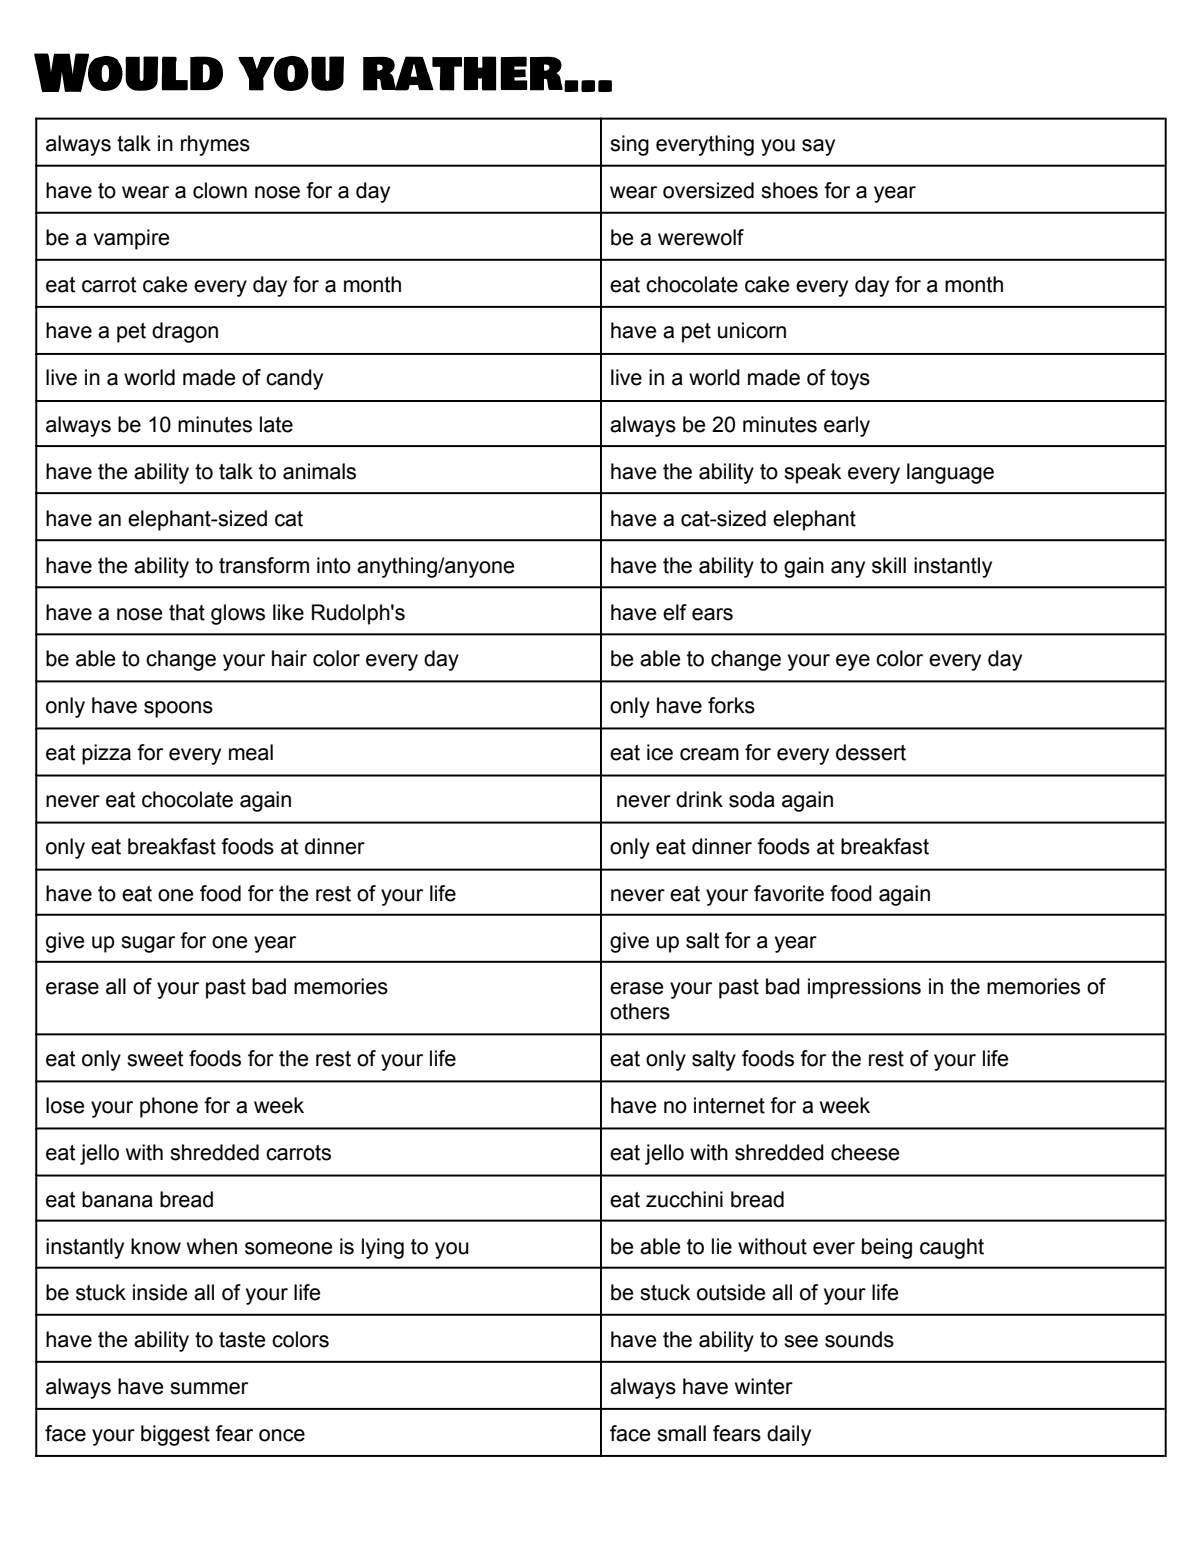 WOULD YOU RATHER...
always talk in rhymes
sing everything you say
have to wear a clown nose for a day
wear oversized shoes for a year
be a vampire
be a werewolf
eat carrot cake every day for a month
eat chocolate cake every day for a month
have a pet dragon
have a pet unicorn
live in a world made of candy
live in a world made of toys
always be 10 minutes late
always be 20 minutes early
have the ability to talk to animals
have the ability to speak every language
have an elephant-sized cat
have a cat-sized elephant
have the ability to transform into anything/anyone
have the ability to gain any skill instantly
have a nose that glows like Rudolph's
have elf ears
be able to change your hair color every day
be able to change your eye color every day
only have spoons
only have forks
eat pizza for every meal
eat ice cream for every dessert
never eat chocolate again
never drink soda again
only eat breakfast foods at dinner
only eat dinner foods at breakfast
have to eat one food for the rest of your life
never eat your favorite food again
give up sugar for one year
give up salt for a year
erase all of your past bad memories
erase your past bad impressions in the memories of
others
eat only sweet foods for the rest of your life
eat only salty foods for the rest of your life
lose your phone for a week
have no internet for a week
eat jello with shredded carrots
eat jello with shredded cheese
eat banana bread
eat zucchini bread
instantly know when someone is lying to you
be able to lie without ever being caught
be stuck inside all of your life
be stuck outside all of your life
have the ability to taste colors
have the ability to see sounds
always have summer
always have winter
face your biggest fear once
face small fears daily